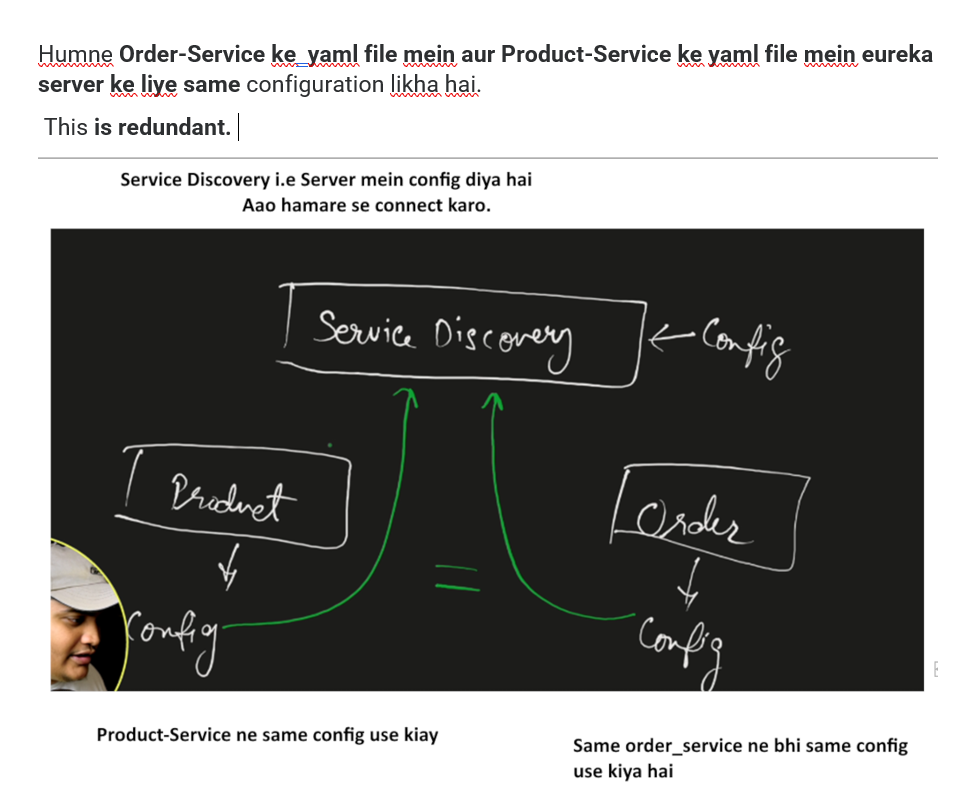 Humne Order-Service ke yaml file mein aur Product-Service ke yaml file mein eureka
server ke liye same configuration likha hai.
This is redundant.
Service Discovery i.e Server mein config diya hai
Aao hamare se connect karo.
Service Discovery ← Config
Product
Order
=
Config
Config
Product-Service ne same config use kiay
Same order_service ne bhi same config
use kiya hai